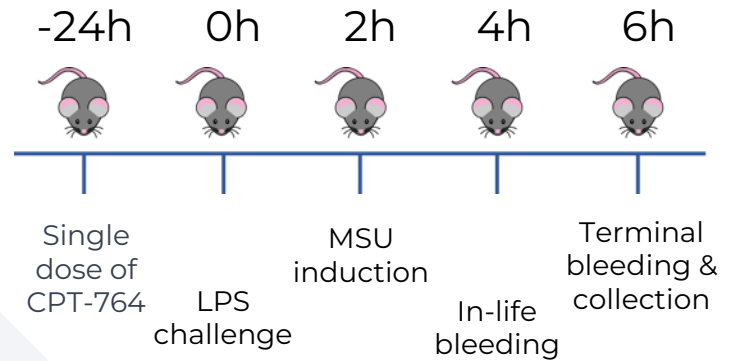 -24h 0h 2h 4h 6h
Single
dose of
CPT-764
LPS
challenge
MSU
induction
In-life
bleeding
Terminal
bleeding &
collection